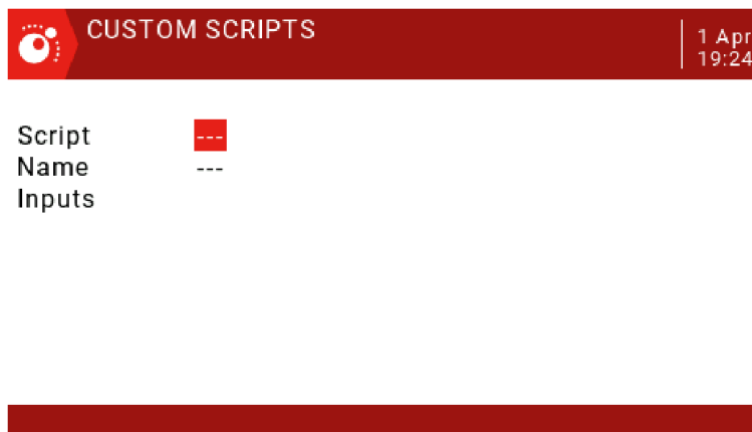 CUSTOM SCRIPTS
1 Apr
19:24
Script ---
Name ---
Inputs